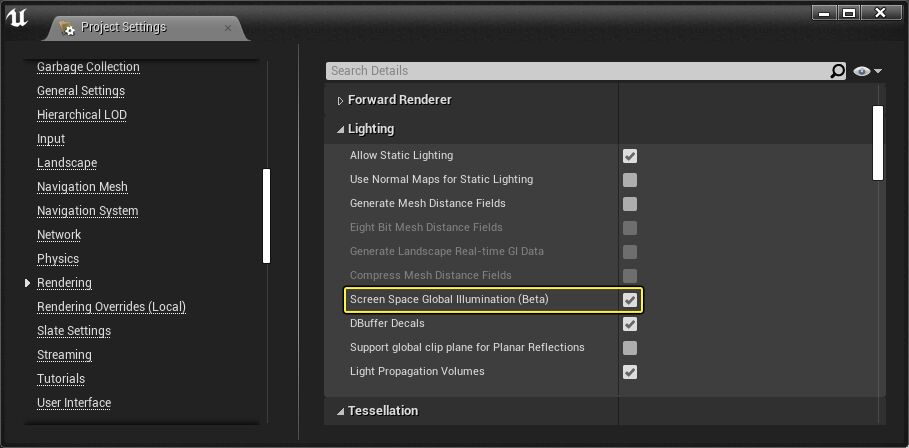 Project Settings
Garbage Collection
General Settings
Hierarchical LOD
Input
Landscape
Navigation Mesh
Navigation System
Network
Physics
Rendering
Rendering Overrides (Local)
Slate Settings
Streaming
Tutorials
User Interface
Search Details
Forward Renderer
Lighting
Allow Static Lighting
Use Normal Maps for Static Lighting
Generate Mesh Distance Fields
Eight Bit Mesh Distance Fields
Generate Landscape Real-time GI Data
Compress Mesh Distance Fields
Screen Space Global Illumination (Beta)
DBuffer Decals
Support global clip plane for Planar Reflections
Light Propagation Volumes
Tessellation